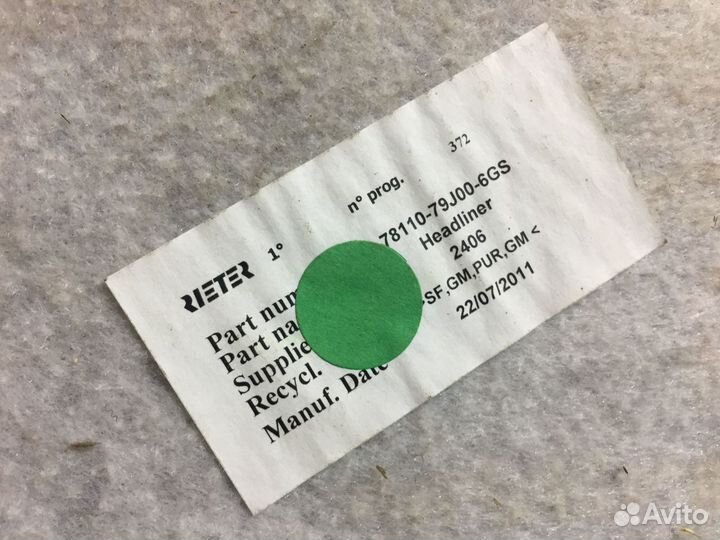 RIETER 1° n° prog. 372
Part num 78110-79J00-6GS
Part na Headliner
Supplie 2406
Recycl. SF,GM,PUR,GM <
Manuf. Date 22/07/2011
Avito